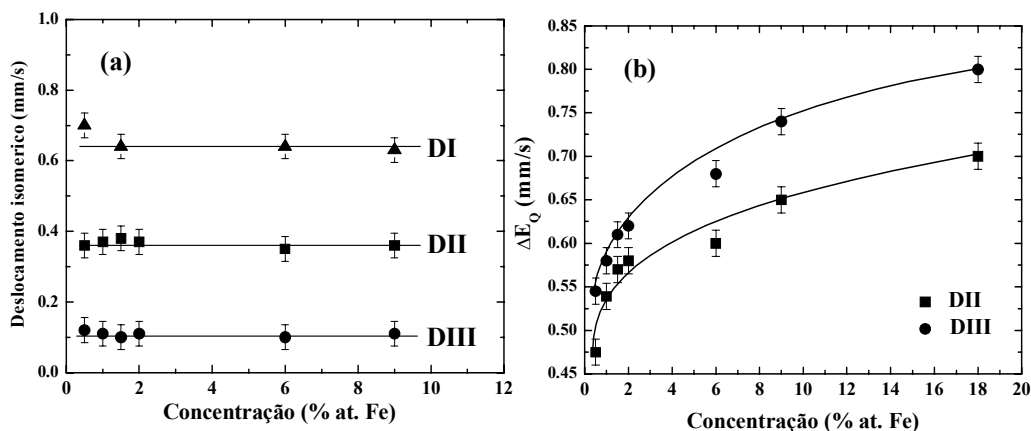 (a)
Deslocamento isomerico (mm/s)
1.0
0.8
0.6
0.4
0.2
0.0
DI
DII
DIII
0 2 4 6 8 10 12
Concentração (% at. Fe)
(b)
ΔE_Q (mm/s)
0.80
0.75
0.70
0.65
0.60
0.55
0.50
0.45
DII
DIII
0 2 4 6 8 10 12 14 16 18 20
Concentração (% at. Fe)